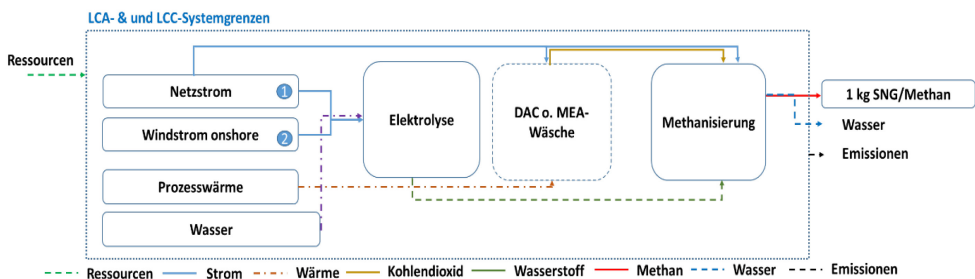 LCA- & und LCC-Systemgrenzen
Ressourcen
Netzstrom
1
Windstrom onshore
2
Prozesswärme
Wasser
Elektrolyse
DAC o. MEA-
Wäsche
Methanisierung
1 kg SNG/Methan
Wasser
Emissionen
Ressourcen Strom Wärme Kohlendioxid Wasserstoff Methan Wasser Emissionen